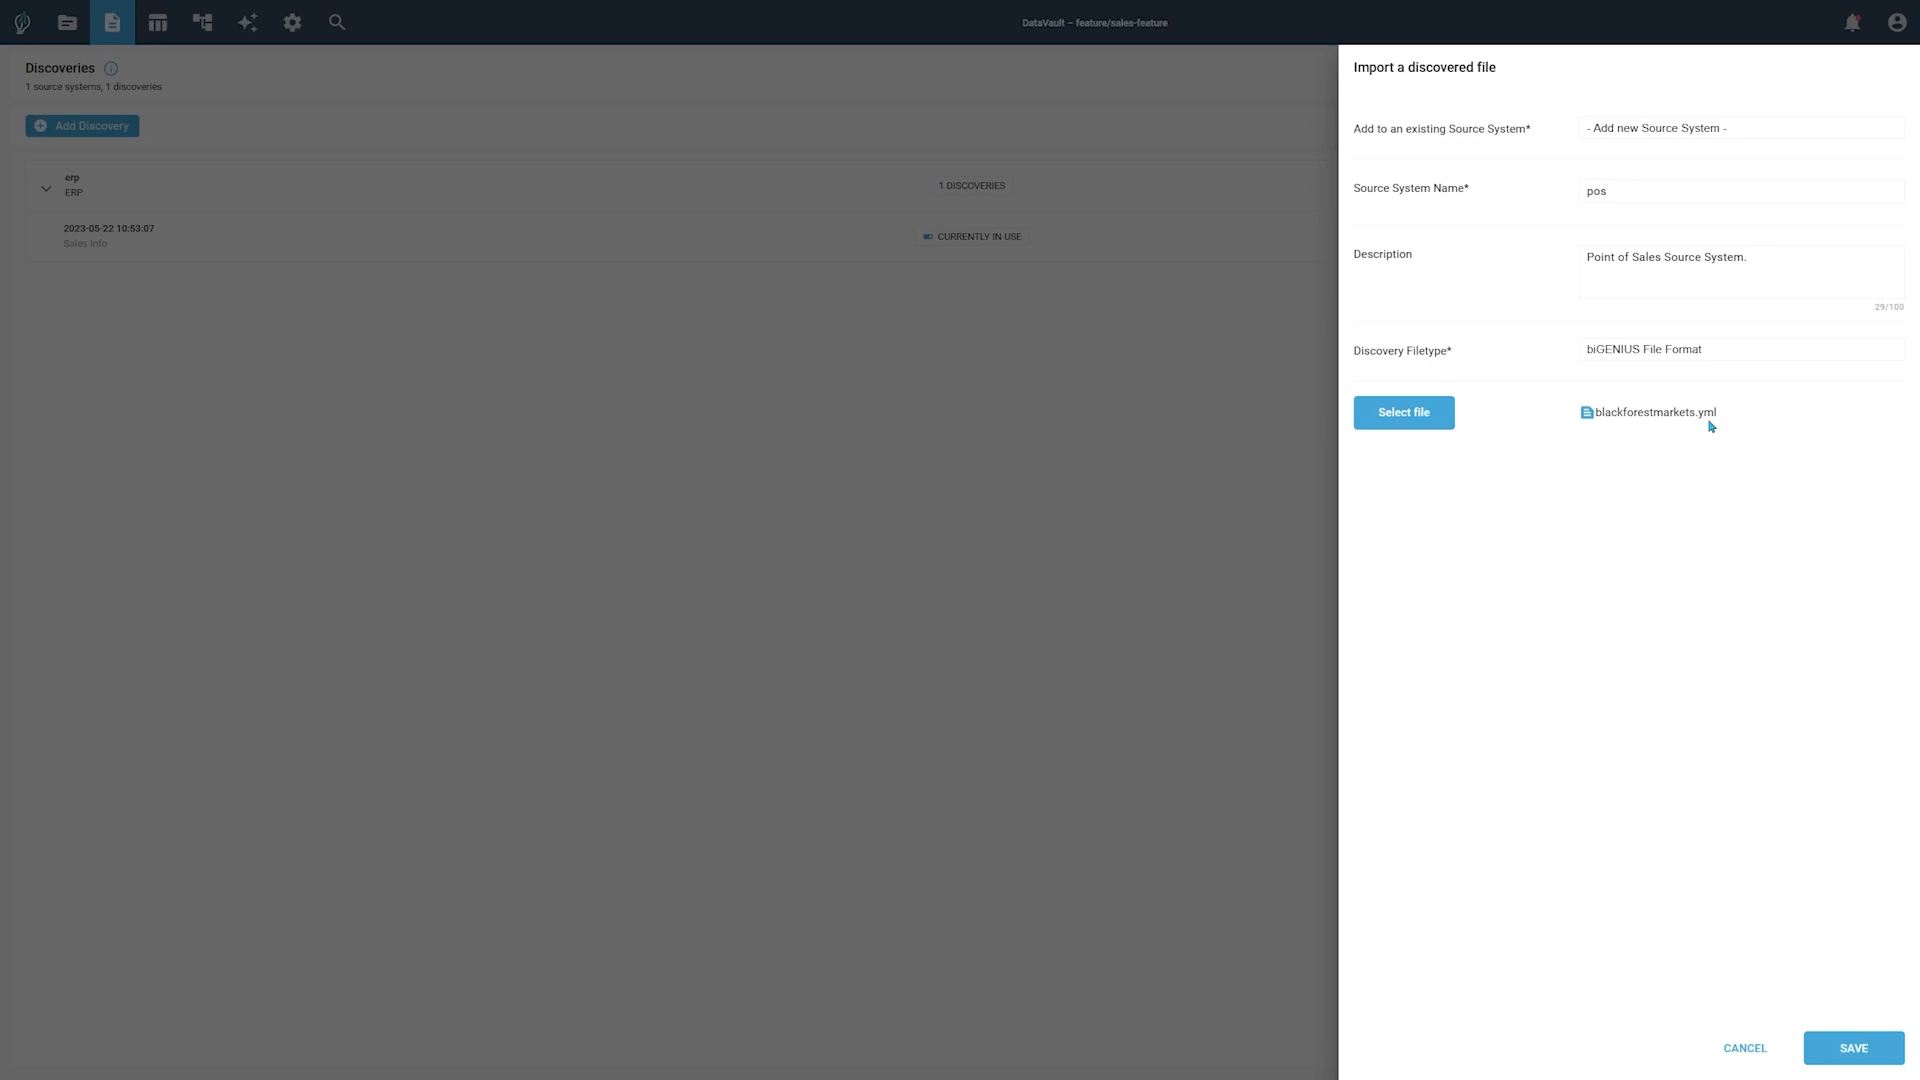 DataVault – feature/sales-feature
Discoveries
1 source systems, 1 discoveries
Add Discovery
erp
ERP
1 DISCOVERIES
2023-05-22 10:53:07
Sales Info
CURRENTLY IN USE
Import a discovered file
Add to an existing Source System*
- Add new Source System -
Source System Name*
pos
Description
Point of Sales Source System.
29/100
Discovery Filetype*
biGENIUS File Format
Select file
blackforestmarkets.yml
CANCEL
SAVE